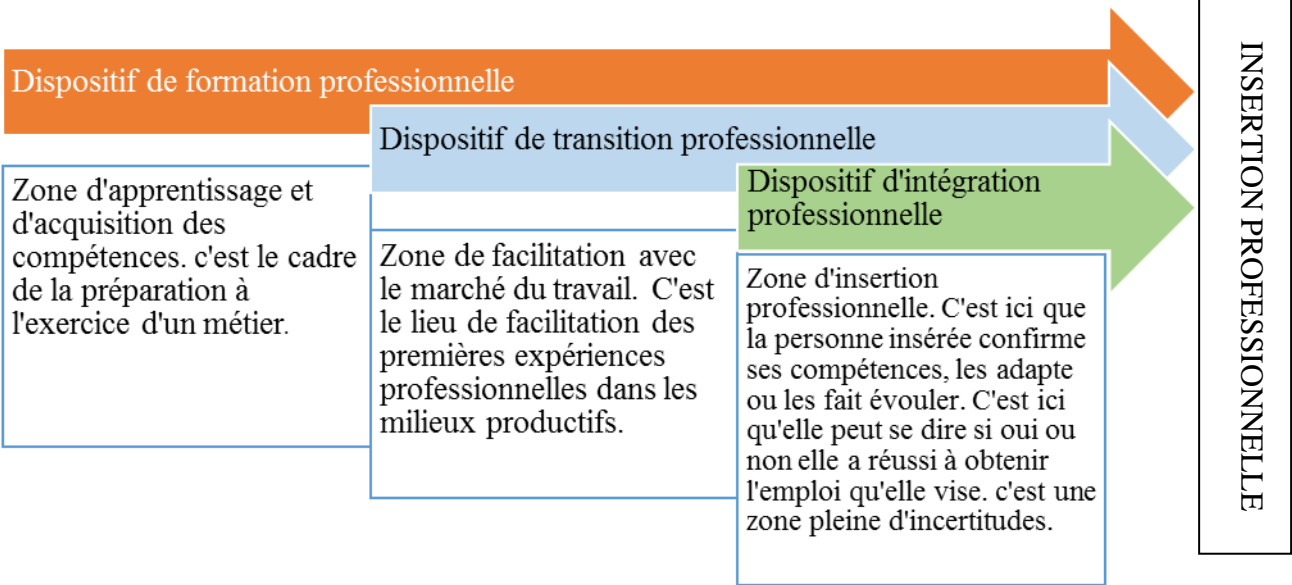 Dispositif de formation professionnelle
Zone d'apprentissage et
d'acquisition des
compétences. c'est le cadre
de la préparation à
l'exercice d'un métier.
Dispositif de transition professionnelle
Zone de facilitation avec
le marché du travail. C'est
le lieu de facilitation des
premières expériences
professionnelles dans les
milieux productifs.
Dispositif d'intégration
professionnelle
Zone d'insertion
professionnelle. C'est ici que
la personne insérée confirme
ses compétences, les adapte
ou les fait évouler. C'est ici
qu'elle peut se dire si oui ou
non elle a réussi à obtenir
l'emploi qu'elle vise. c'est une
zone pleine d'incertitudes.
INSERTION PROFESSIONNELLE